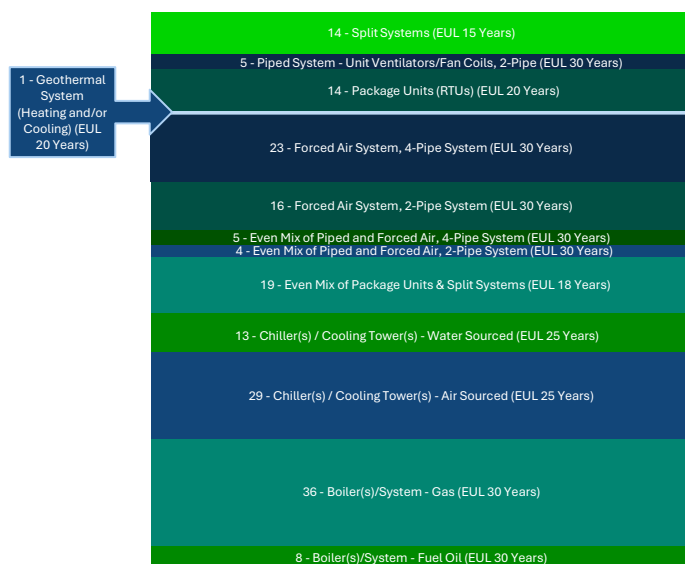 14 - Split Systems (EUL 15 Years)
5 - Piped System - Unit Ventilators/Fan Coils, 2-Pipe (EUL 30 Years)
14 - Package Units (RTUs) (EUL 20 Years)
1 - Geothermal
System
(Heating and/or
Cooling) (EUL
20 Years)
23 - Forced Air System, 4-Pipe System (EUL 30 Years)
16 - Forced Air System, 2-Pipe System (EUL 30 Years)
5 - Even Mix of Piped and Forced Air, 4-Pipe System (EUL 30 Years)
4 - Even Mix of Piped and Forced Air, 2-Pipe System (EUL 30 Years)
19 - Even Mix of Package Units & Split Systems (EUL 18 Years)
13 - Chiller(s) / Cooling Tower(s) - Water Sourced (EUL 25 Years)
29 - Chiller(s) / Cooling Tower(s) - Air Sourced (EUL 25 Years)
36 - Boiler(s)/System - Gas (EUL 30 Years)
8 - Boiler(s)/System - Fuel Oil (EUL 30 Years)